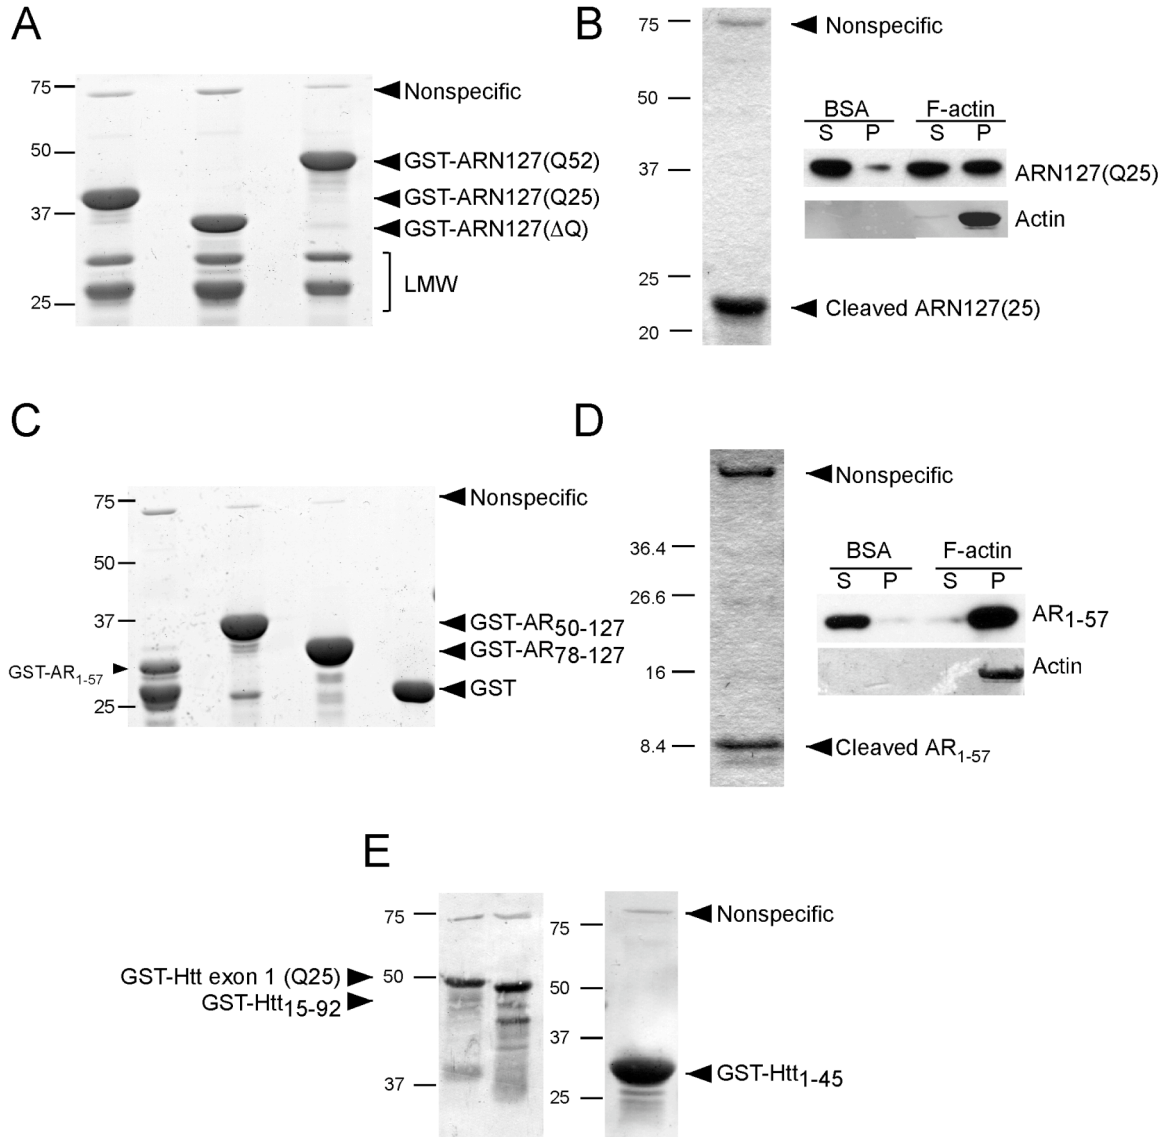 A
75
50
37
25
Nonspecific
GST-ARN127(Q52)
GST-ARN127(Q25)
GST-ARN127(ΔQ)
LMW
B
75
50
37
25
20
Nonspecific
Cleaved ARN127(25)
BSA F-actin
S P S P
ARN127(Q25)
Actin
C
75
50
37
25
GST-AR1-57
Nonspecific
GST-AR50-127
GST-AR78-127
GST
D
36.4
26.6
16
8.4
Nonspecific
Cleaved AR1-57
BSA F-actin
S P S P
AR1-57
Actin
E
75
50
37
GST-Htt exon 1 (Q25)
GST-Htt15-92
75
50
37
25
Nonspecific
GST-Htt1-45